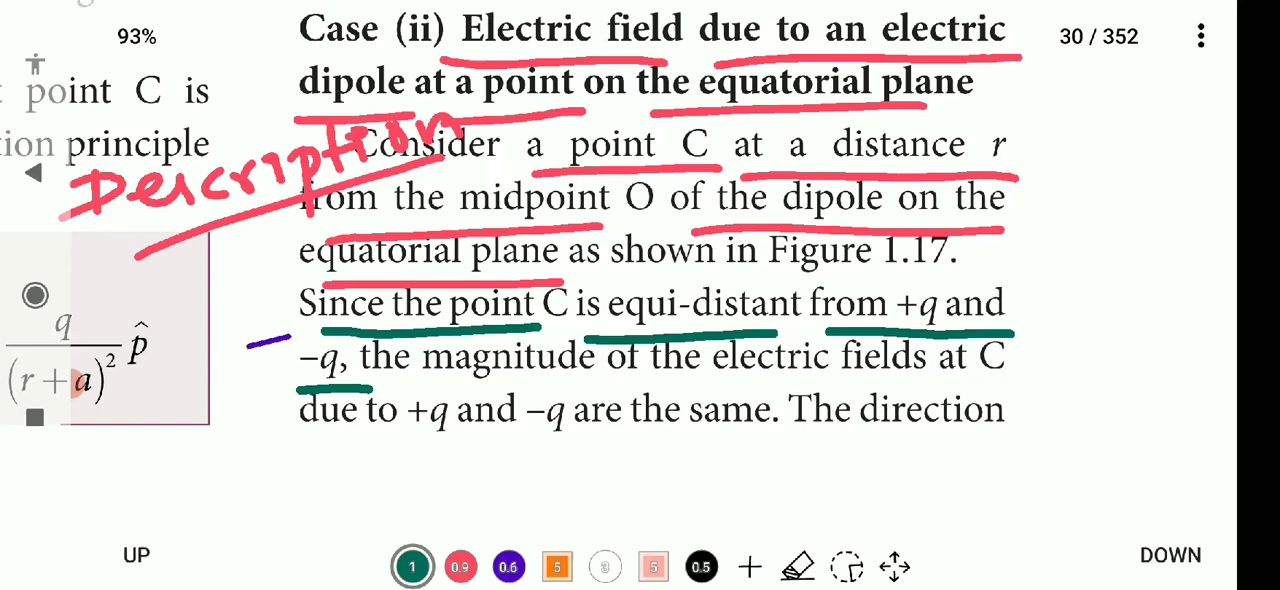 93%
30 / 352
point C is
tion principle
q
(r + a)² p̂
Description
Case (ii) Electric field due to an electric
dipole at a point on the equatorial plane
Consider a point C at a distance r
from the midpoint O of the dipole on the
equatorial plane as shown in Figure 1.17.
Since the point C is equi-distant from +q and
–q, the magnitude of the electric fields at C
due to +q and –q are the same. The direction
UP
DOWN
1 0.9 0.6 5 3 5 0.5